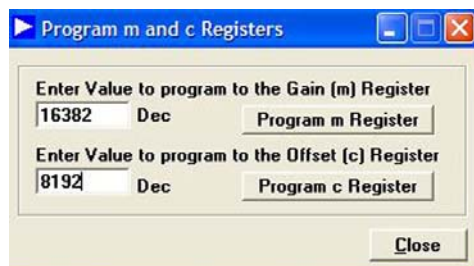 Program m and c Registers
Enter Value to program to the Gain (m) Register
16382 Dec Program m Register
Enter Value to program to the Offset (c) Register
8192 Dec Program c Register
Close